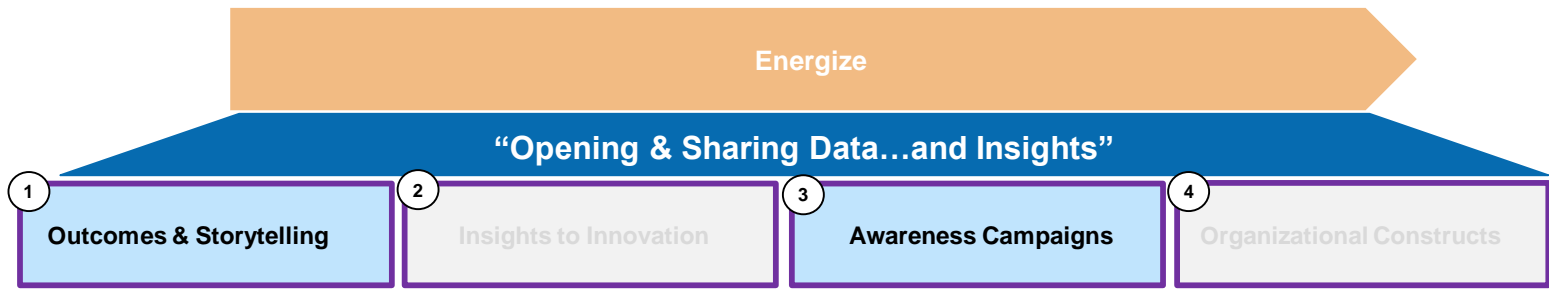 Energize
“Opening & Sharing Data…and Insights”
1
2
3
4
Outcomes & Storytelling
Insights to Innovation
Awareness Campaigns
Organizational Constructs